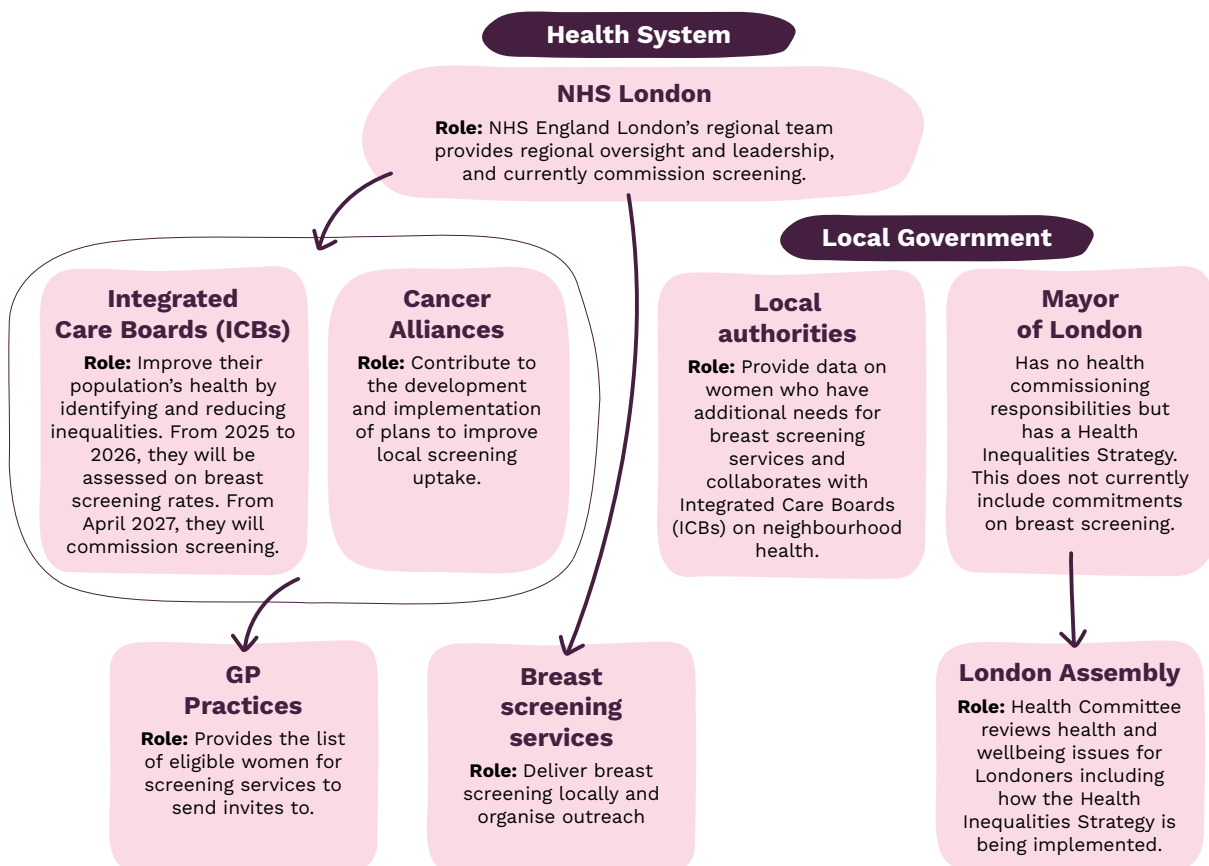 Health System
NHS London
Role: NHS England London’s regional team
provides regional oversight and leadership,
and currently commission screening.
Integrated
Care Boards (ICBs)
Role: Improve their
population’s health by
identifying and reducing
inequalities. From 2025 to
2026, they will be
assessed on breast
screening rates. From
April 2027, they will
commission screening.
Cancer
Alliances
Role: Contribute to
the development
and implementation
of plans to improve
local screening
uptake.
GP
Practices
Role: Provides the list
of eligible women for
screening services to
send invites to.
Breast
screening
services
Role: Deliver breast
screening locally and
organise outreach
Local Government
Local
authorities
Role: Provide data on
women who have
additional needs for
breast screening
services and
collaborates with
Integrated Care Boards
(ICBs) on neighbourhood
health.
Mayor
of London
Has no health
commissioning
responsibilities but
has a Health
Inequalities Strategy.
This does not currently
include commitments
on breast screening.
London Assembly
Role: Health Committee
reviews health and
wellbeing issues for
Londoners including
how the Health
Inequalities Strategy is
being implemented.